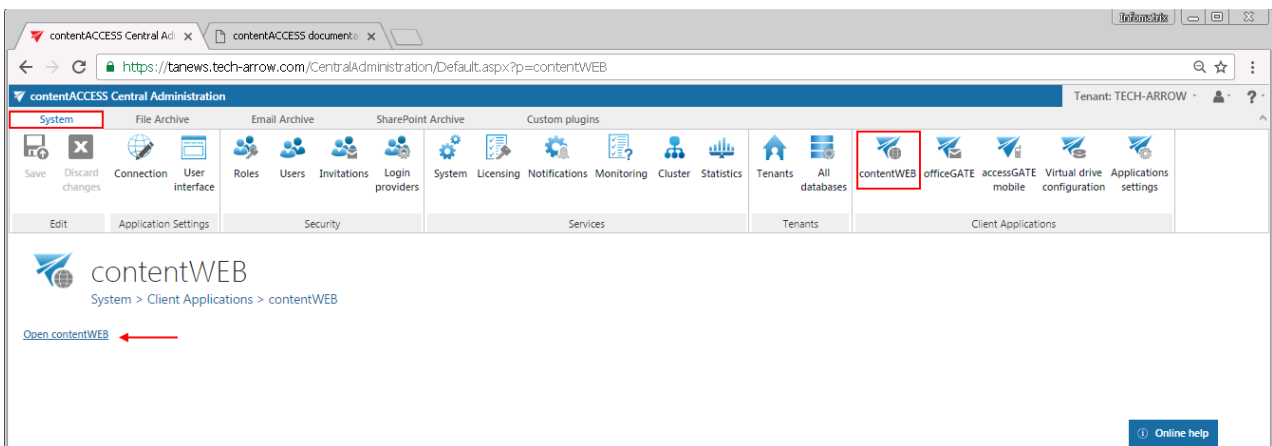 Infometrix
contentACCESS Central Ad
contentACCESS documenta
https://tanews.tech-arrow.com/CentralAdministration/Default.aspx?p=contentWEB
contentACCESS Central Administration
Tenant: TECH-ARROW
?
System
File Archive
Email Archive
SharePoint Archive
Custom plugins
Save
Discard changes
Connection
User interface
Roles
Users
Invitations
Login providers
System
Licensing
Notifications
Monitoring
Cluster
Statistics
Tenants
All databases
contentWEB
officeGATE
accessGATE mobile
Virtual drive configuration
Applications settings
Edit
Application Settings
Security
Services
Tenants
Client Applications
contentWEB
System > Client Applications > contentWEB
Open contentWEB
Online help